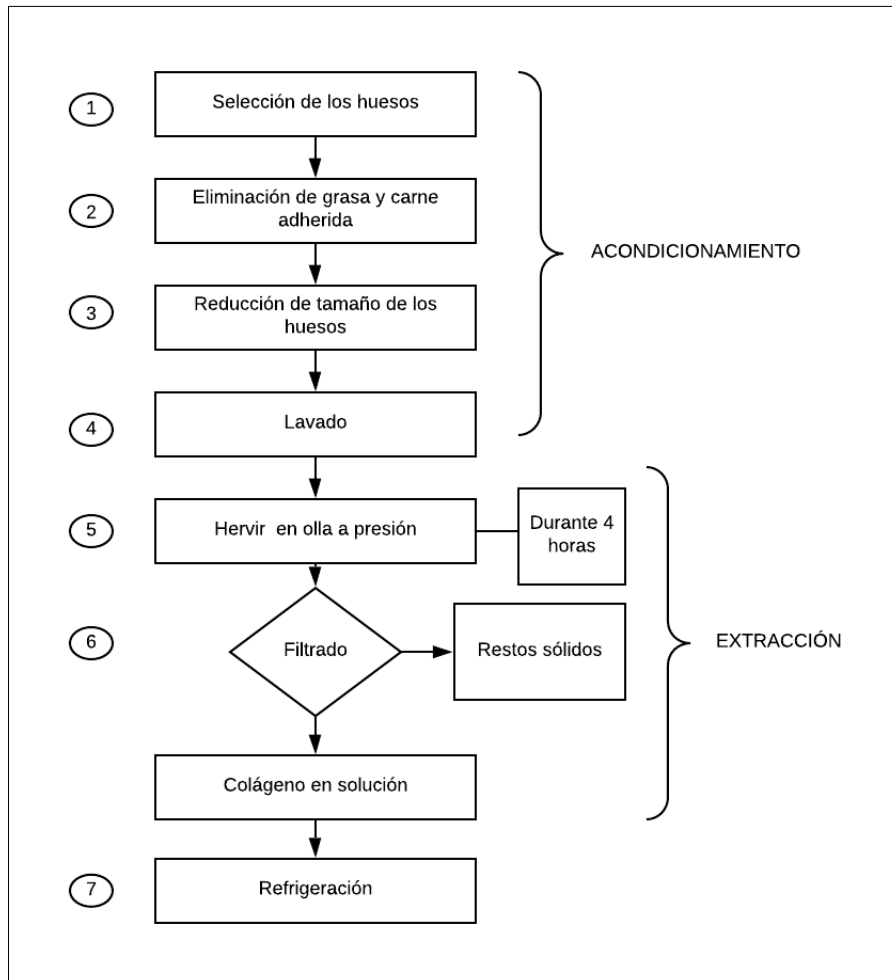 1
Selección de los huesos
2
Eliminación de grasa y carne
adherida
ACONDICIONAMIENTO
3
Reducción de tamaño de los
huesos
4
Lavado
5
Hervir en olla a presión
Durante 4
horas
6
Filtrado
Restos sólidos
EXTRACCIÓN
Colágeno en solución
7
Refrigeración